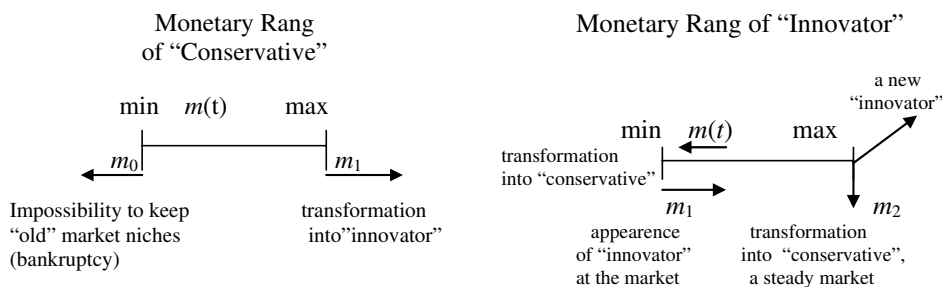 Monetary Rang
of “Conservative”
min m(t) max
m0 m1
Impossibility to keep
“old” market niches
(bankruptcy)
transformation
into”innovator”
Monetary Rang of “Innovator”
a new
“innovator”
min m(t) max
transformation
into “conservative”
m1 m2
appearence
of “innovator”
at the market
transformation
into “conservative”,
a steady market